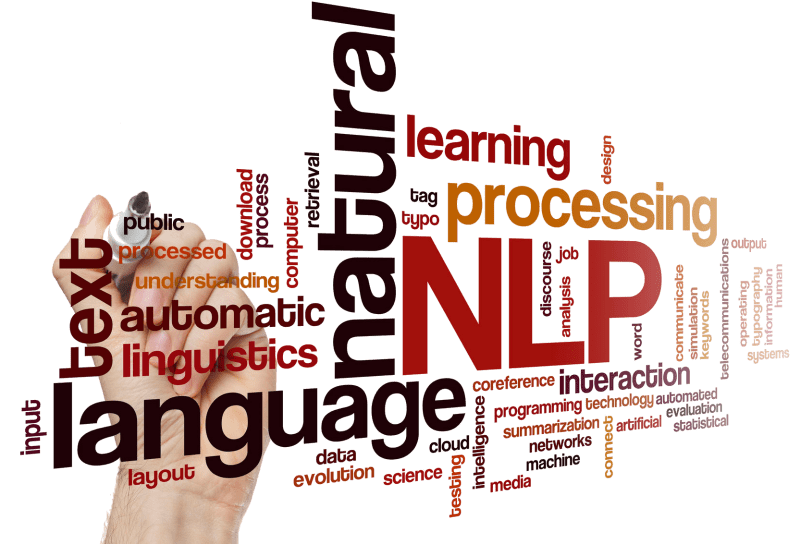 natural
learning
design
tag
processing
typo
retrieval
download
process
computer
public
processed
understanding
text
automatic
linguistics
NLP
discourse
job
analysis
word
communicate
simulation
keywords
output
telecommunications
operating
typography
information
human
systems
language
input
layout
coreference
interaction
programming
technology
automated
evaluation
summarization
artificial
statistical
networks
connect
machine
intelligence
cloud
data
evolution
science
testing
media